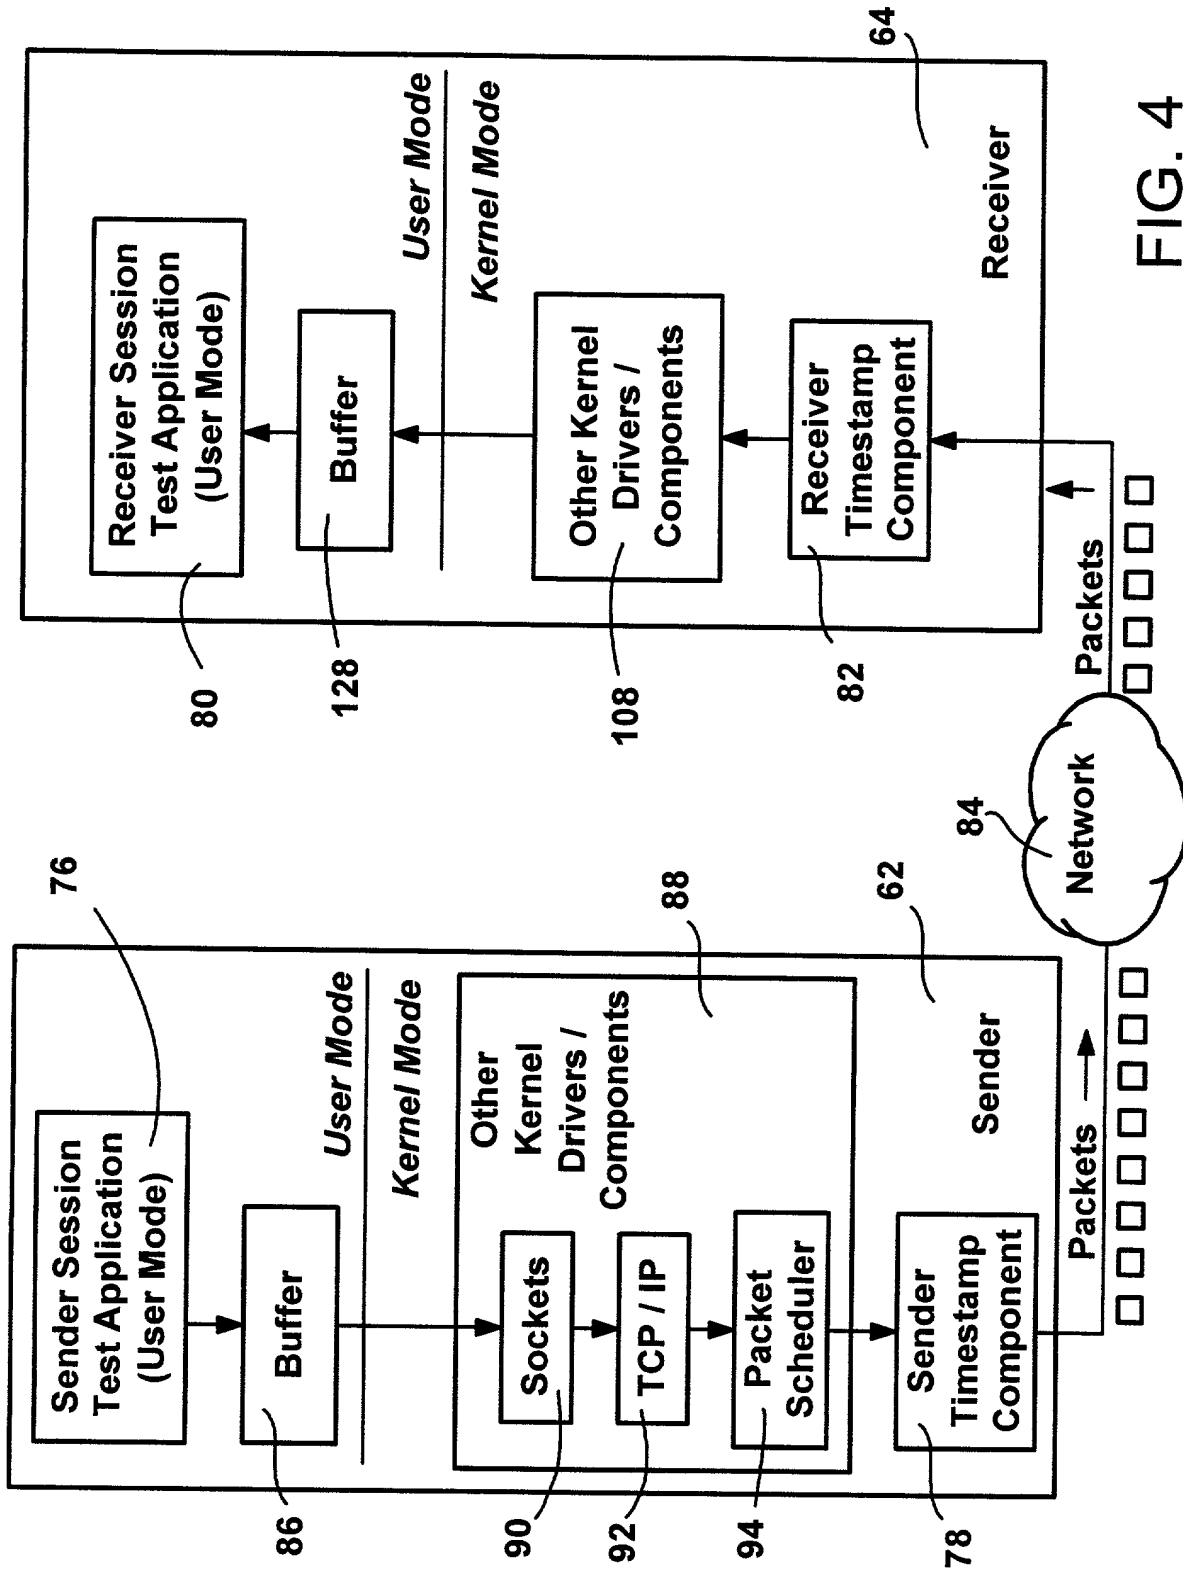 76
Sender Session
Test Application
(User Mode)
86
Buffer
User Mode
Kernel Mode
88
Other
Kernel
Drivers /
Components
90
Sockets
92
TCP / IP
94
Packet
Scheduler
62
Sender
78
Sender
Timestamp
Component
Packets
84
Network
Packets
80
Receiver Session
Test Application
(User Mode)
128
Buffer
User Mode
Kernel Mode
108
Other Kernel
Drivers /
Components
82
Receiver
Timestamp
Component
64
Receiver
FIG. 4